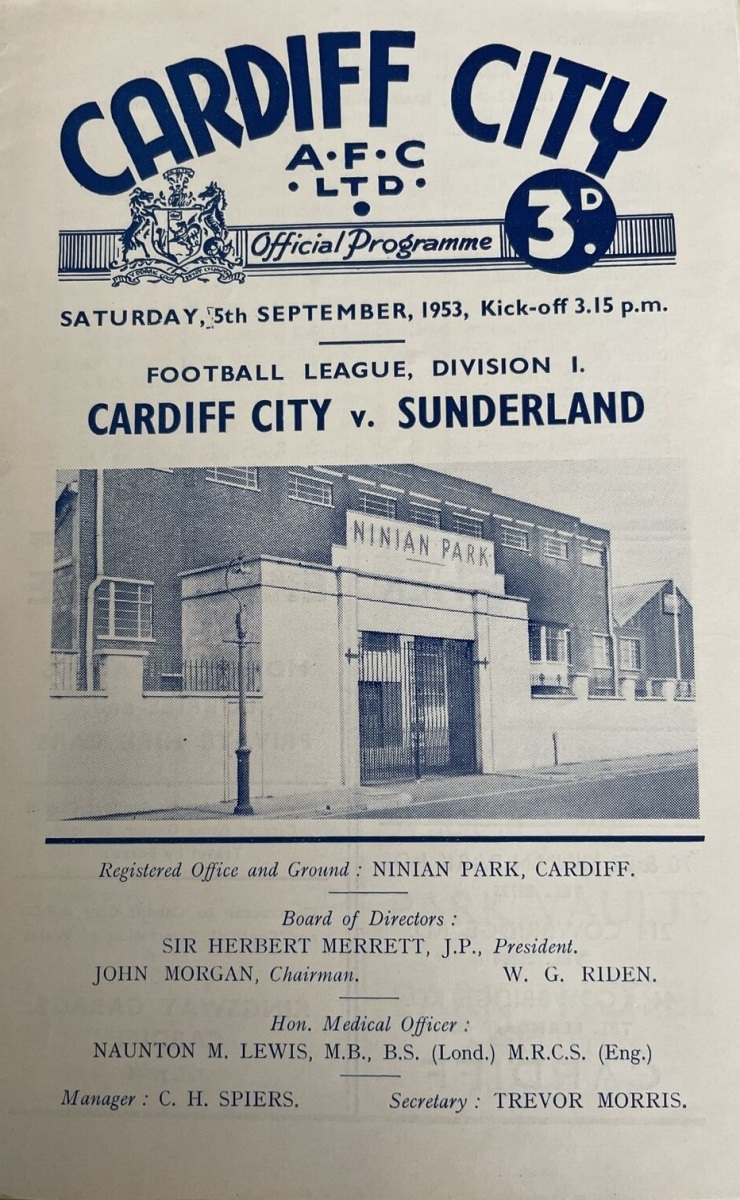 CARDIFF CITY
A·F·C
·LTD·
Official Programme
3D.
SATURDAY, 5th SEPTEMBER, 1953, Kick-off 3.15 p.m.
FOOTBALL LEAGUE, DIVISION I.
CARDIFF CITY v. SUNDERLAND
NINIAN PARK
Registered Office and Ground : NINIAN PARK, CARDIFF.
Board of Directors :
SIR HERBERT MERRETT, J.P., President.
JOHN MORGAN, Chairman. W. G. RIDEN.
Hon. Medical Officer :
NAUNTON M. LEWIS, M.B., B.S. (Lond.) M.R.C.S. (Eng.)
Manager : C. H. SPIERS. Secretary : TREVOR MORRIS.